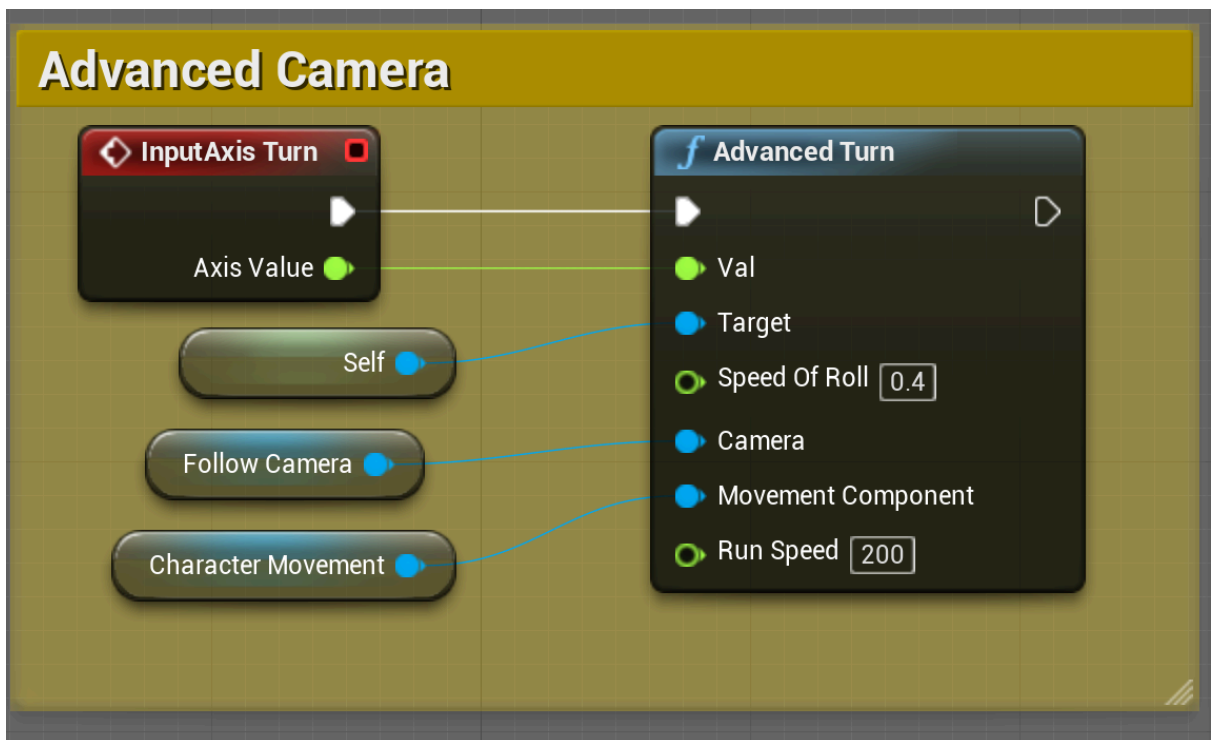 Advanced Camera
InputAxis Turn
Axis Value
Self
Follow Camera
Character Movement
f Advanced Turn
Val
Target
Speed Of Roll 0.4
Camera
Movement Component
Run Speed 200